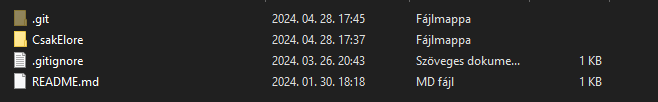 .git 2024. 04. 28. 17:45 Fájlmappa
CsakElore 2024. 04. 28. 17:37 Fájlmappa
.gitignore 2024. 03. 26. 20:43 Szöveges dokume... 1 KB
README.md 2024. 01. 30. 18:18 MD fájl 1 KB